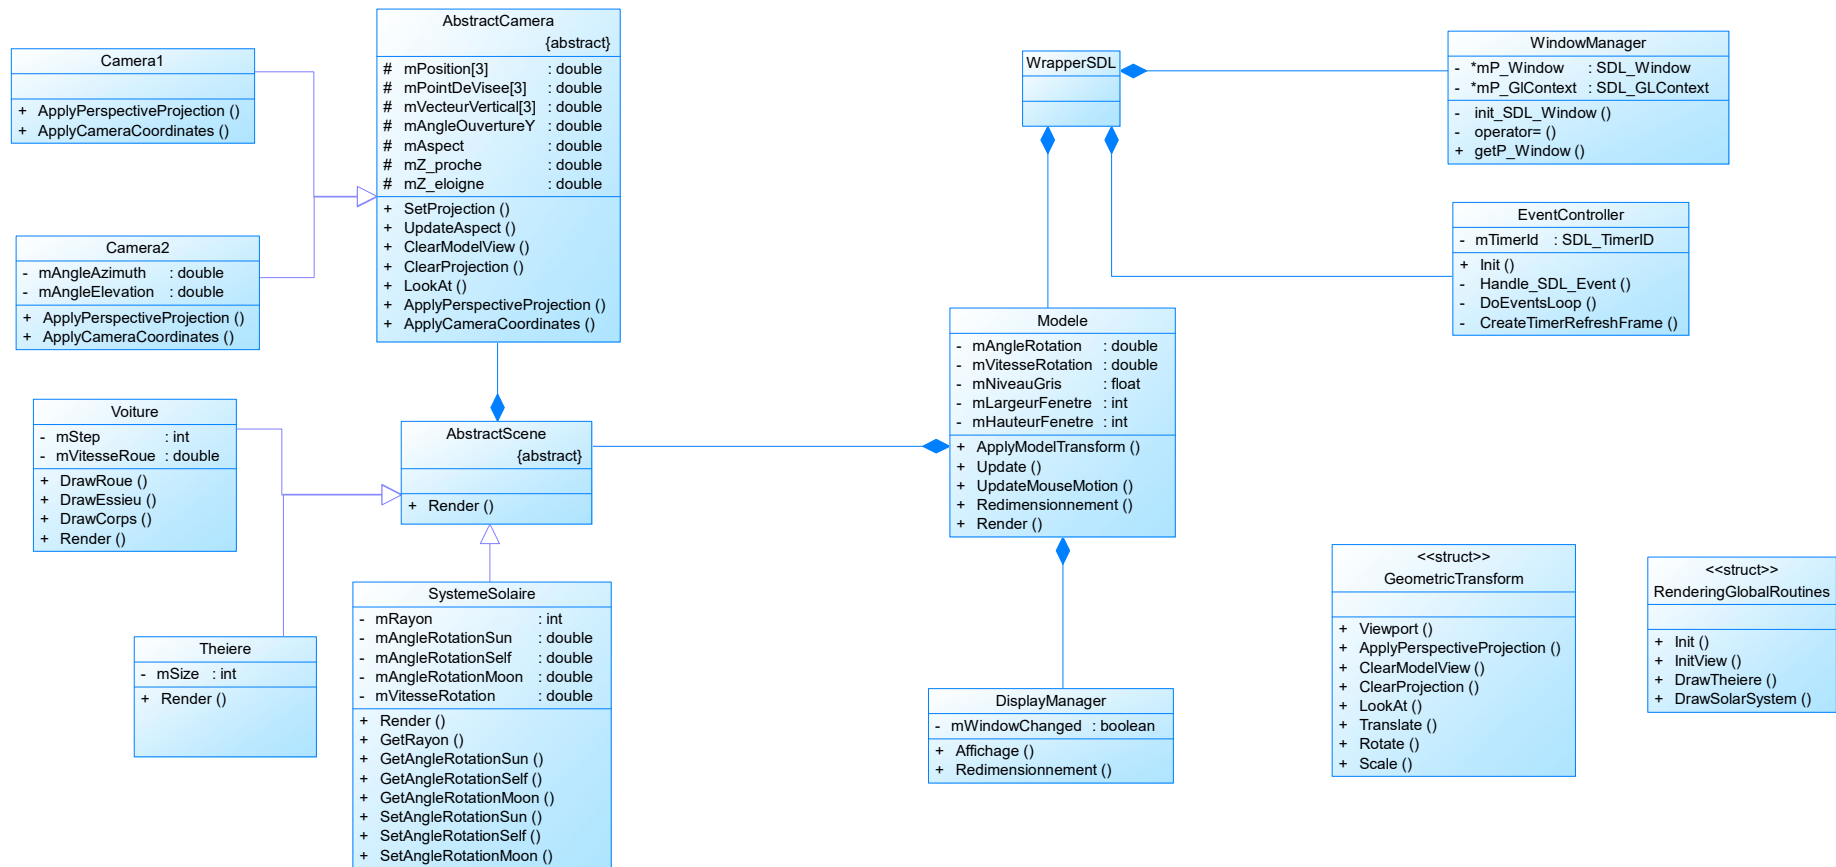 AbstractCamera
{abstract}
# mPosition[3] : double
# mPointDeVisee[3] : double
# mVecteurVertical[3] : double
# mAngleOuvertureY : double
# mAspect : double
# mZ_proche : double
# mZ_eloigne : double
+ SetProjection ()
+ UpdateAspect ()
+ ClearModelView ()
+ ClearProjection ()
+ LookAt ()
+ ApplyPerspectiveProjection ()
+ ApplyCameraCoordinates ()
Camera1
+ ApplyPerspectiveProjection ()
+ ApplyCameraCoordinates ()
Camera2
- mAngleAzimuth : double
- mAngleElevation : double
+ ApplyPerspectiveProjection ()
+ ApplyCameraCoordinates ()
WrapperSDL
WindowManager
- *mP_Window : SDL_Window
- *mP_GlContext : SDL_GLContext
- init_SDL_Window ()
- operator= ()
+ getP_Window ()
EventController
- mTimerId : SDL_TimerID
+ Init ()
- Handle_SDL_Event ()
- DoEventsLoop ()
- CreateTimerRefreshFrame ()
Modele
- mAngleRotation : double
- mVitesseRotation : double
- mNiveauGris : float
- mLargeurFenetre : int
- mHauteurFenetre : int
+ ApplyModelTransform ()
+ Update ()
+ UpdateMouseMotion ()
+ Redimensionnement ()
+ Render ()
Voiture
- mStep : int
- mVitesseRoue : double
+ DrawRoue ()
+ DrawEssieu ()
+ DrawCorps ()
+ Render ()
AbstractScene
{abstract}
+ Render ()
Theiere
- mSize : int
+ Render ()
SystemeSolaire
- mRayon : int
- mAngleRotationSun : double
- mAngleRotationSelf : double
- mAngleRotationMoon : double
- mVitesseRotation : double
+ Render ()
+ GetRayon ()
+ GetAngleRotationSun ()
+ GetAngleRotationSelf ()
+ GetAngleRotationMoon ()
+ SetAngleRotationSun ()
+ SetAngleRotationSelf ()
+ SetAngleRotationMoon ()
DisplayManager
- mWindowChanged : boolean
+ Affichage ()
+ Redimensionnement ()
<<struct>>
GeometricTransform
+ Viewport ()
+ ApplyPerspectiveProjection ()
+ ClearModelView ()
+ ClearProjection ()
+ LookAt ()
+ Translate ()
+ Rotate ()
+ Scale ()
<<struct>>
RenderingGlobalRoutines
+ Init ()
+ InitView ()
+ DrawTheiere ()
+ DrawSolarSystem ()